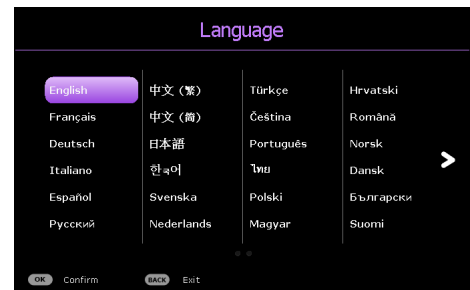 Language
English
Français
Deutsch
Italiano
Español
Русский
中文 (繁)
中文 (簡)
日本語
한국어
Svenska
Nederlands
Türkçe
Čeština
Português
ไทย
Polski
Magyar
Hrvatski
Română
Norsk
Dansk
Български
Suomi
OK Confirm BACK Exit